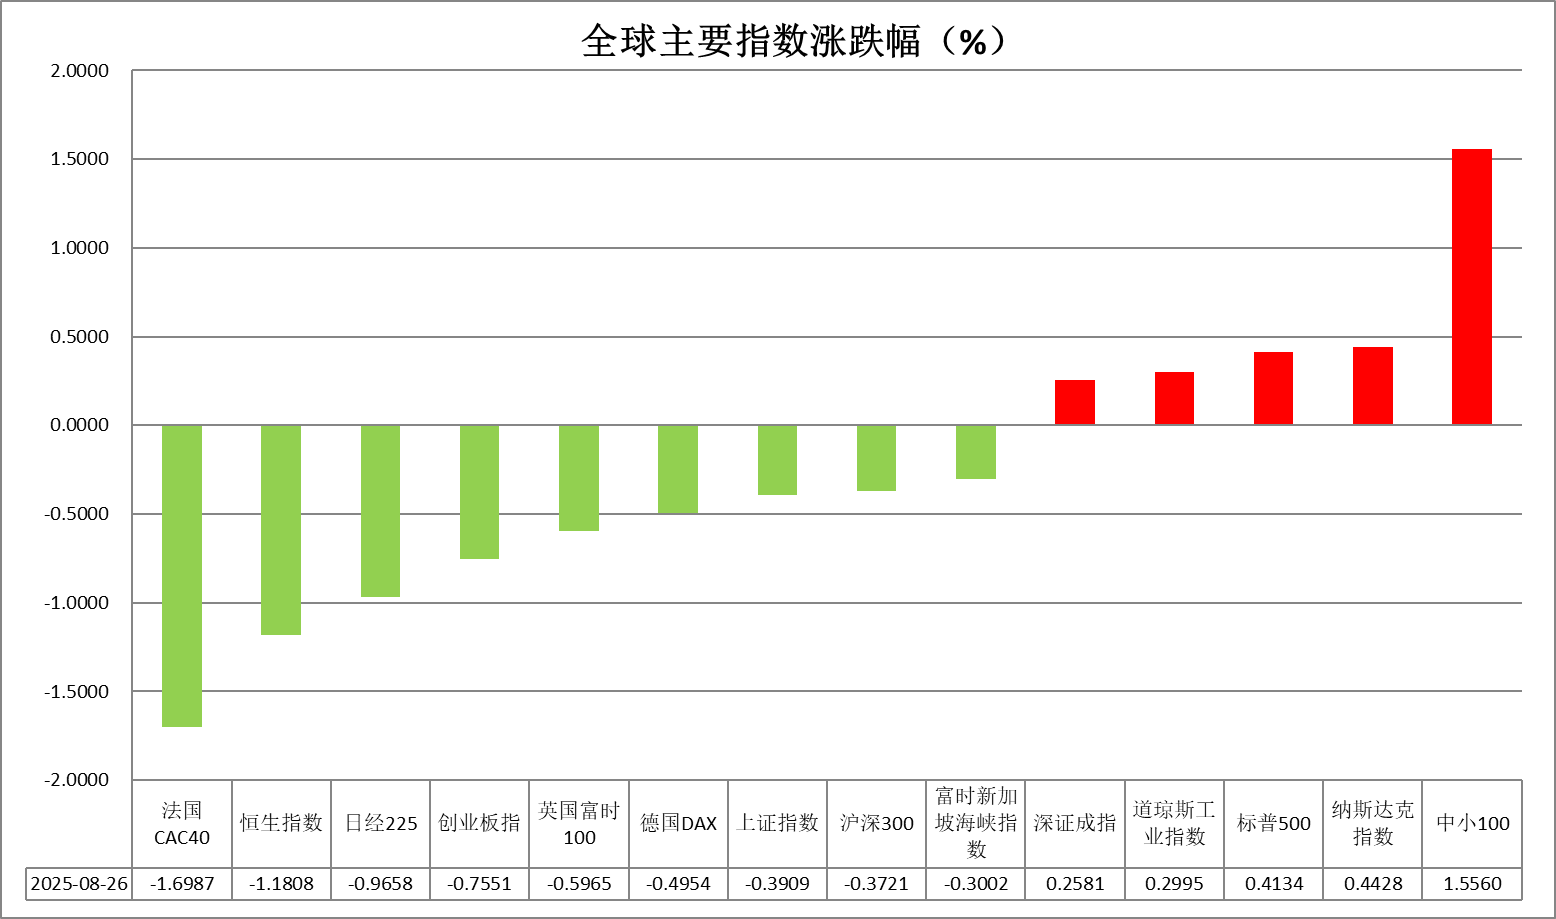 全球主要指数涨跌幅（%）
2.0000
1.5000
1.0000
0.5000
0.0000
-0.5000
-1.0000
-1.5000
-2.0000
法国
CAC40
恒生指数
日经225
创业板指
英国富时
100
德国DAX
上证指数
沪深300
富时新加
坡海峡指
数
深证成指
道琼斯工
业指数
标普500
纳斯达克
指数
中小100
2025-08-26 -1.6987 -1.1808 -0.9658 -0.7551 -0.5965 -0.4954 -0.3909 -0.3721 -0.3002 0.2581 0.2995 0.4134 0.4428 1.5560